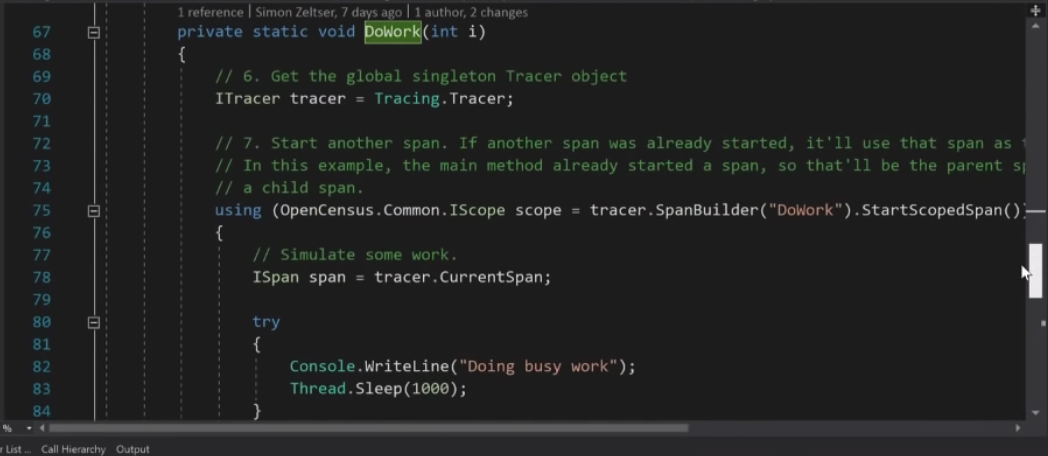 1 reference | Simon Zeltser, 7 days ago | 1 author, 2 changes
67 private static void DoWork(int i)
68 {
69 // 6. Get the global singleton Tracer object
70 ITracer tracer = Tracing.Tracer;
71
72 // 7. Start another span. If another span was already started, it'll use that span as
73 // In this example, the main method already started a span, so that'll be the parent
74 // a child span.
75 using (OpenCensus.Common.IScope scope = tracer.SpanBuilder("DoWork").StartScopedSpan()
76 {
77 // Simulate some work.
78 ISpan span = tracer.CurrentSpan;
79
80 try
81 {
82 Console.WriteLine("Doing busy work");
83 Thread.Sleep(1000);
84 }
%
r List ... Call Hierarchy Output